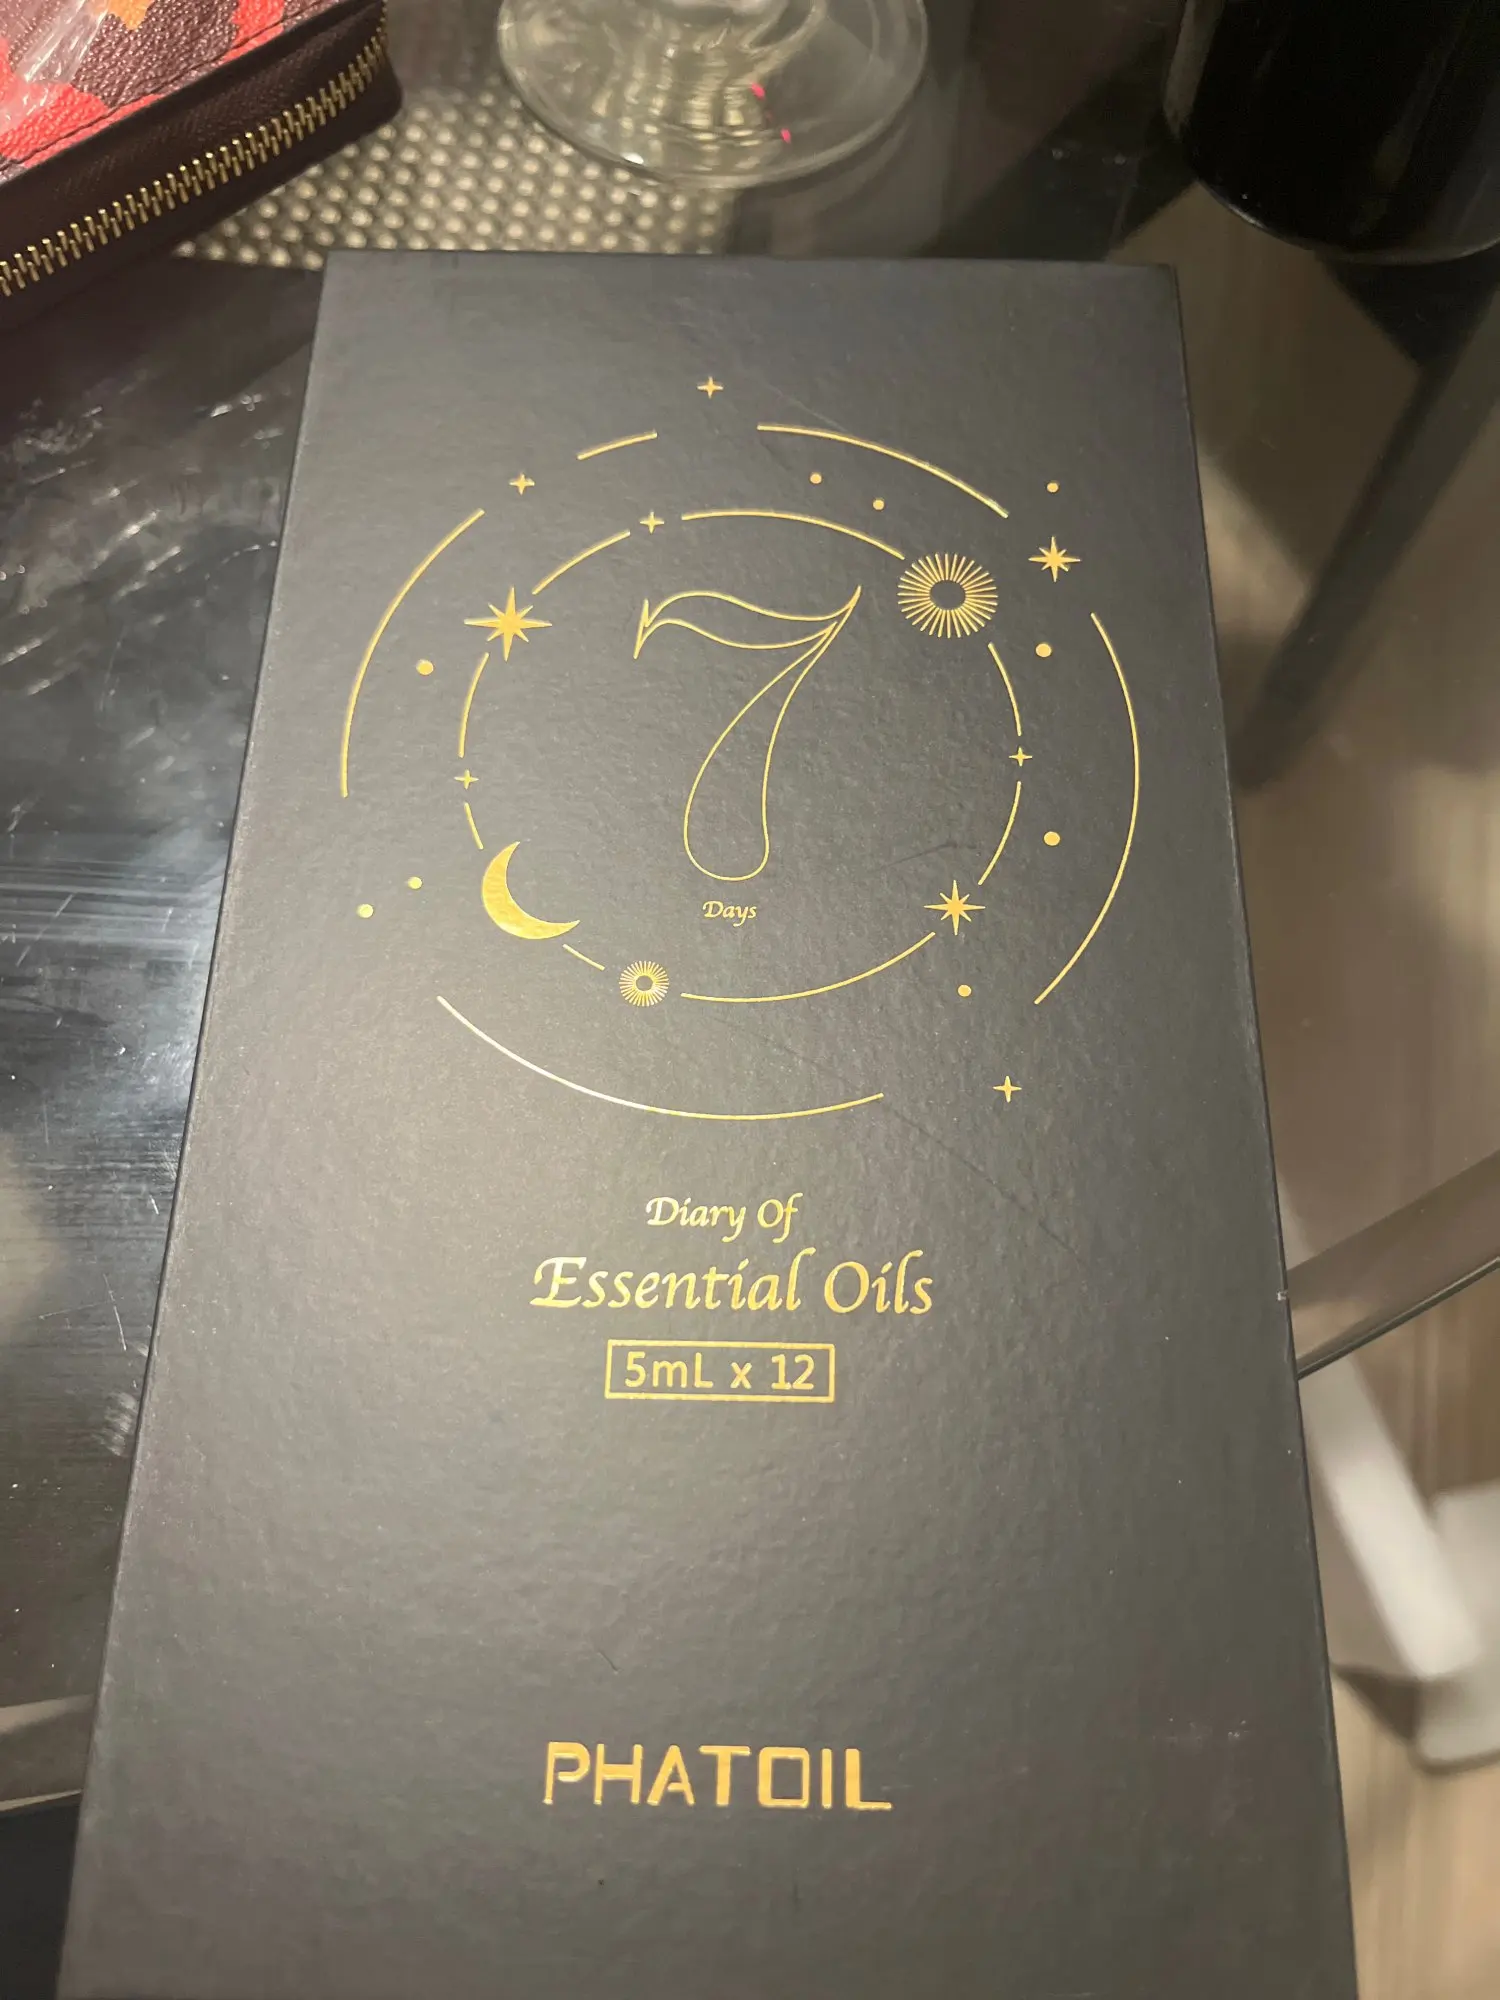 7
Days
Diary Of
Essential Oils
5mL x 12
PHATOIL